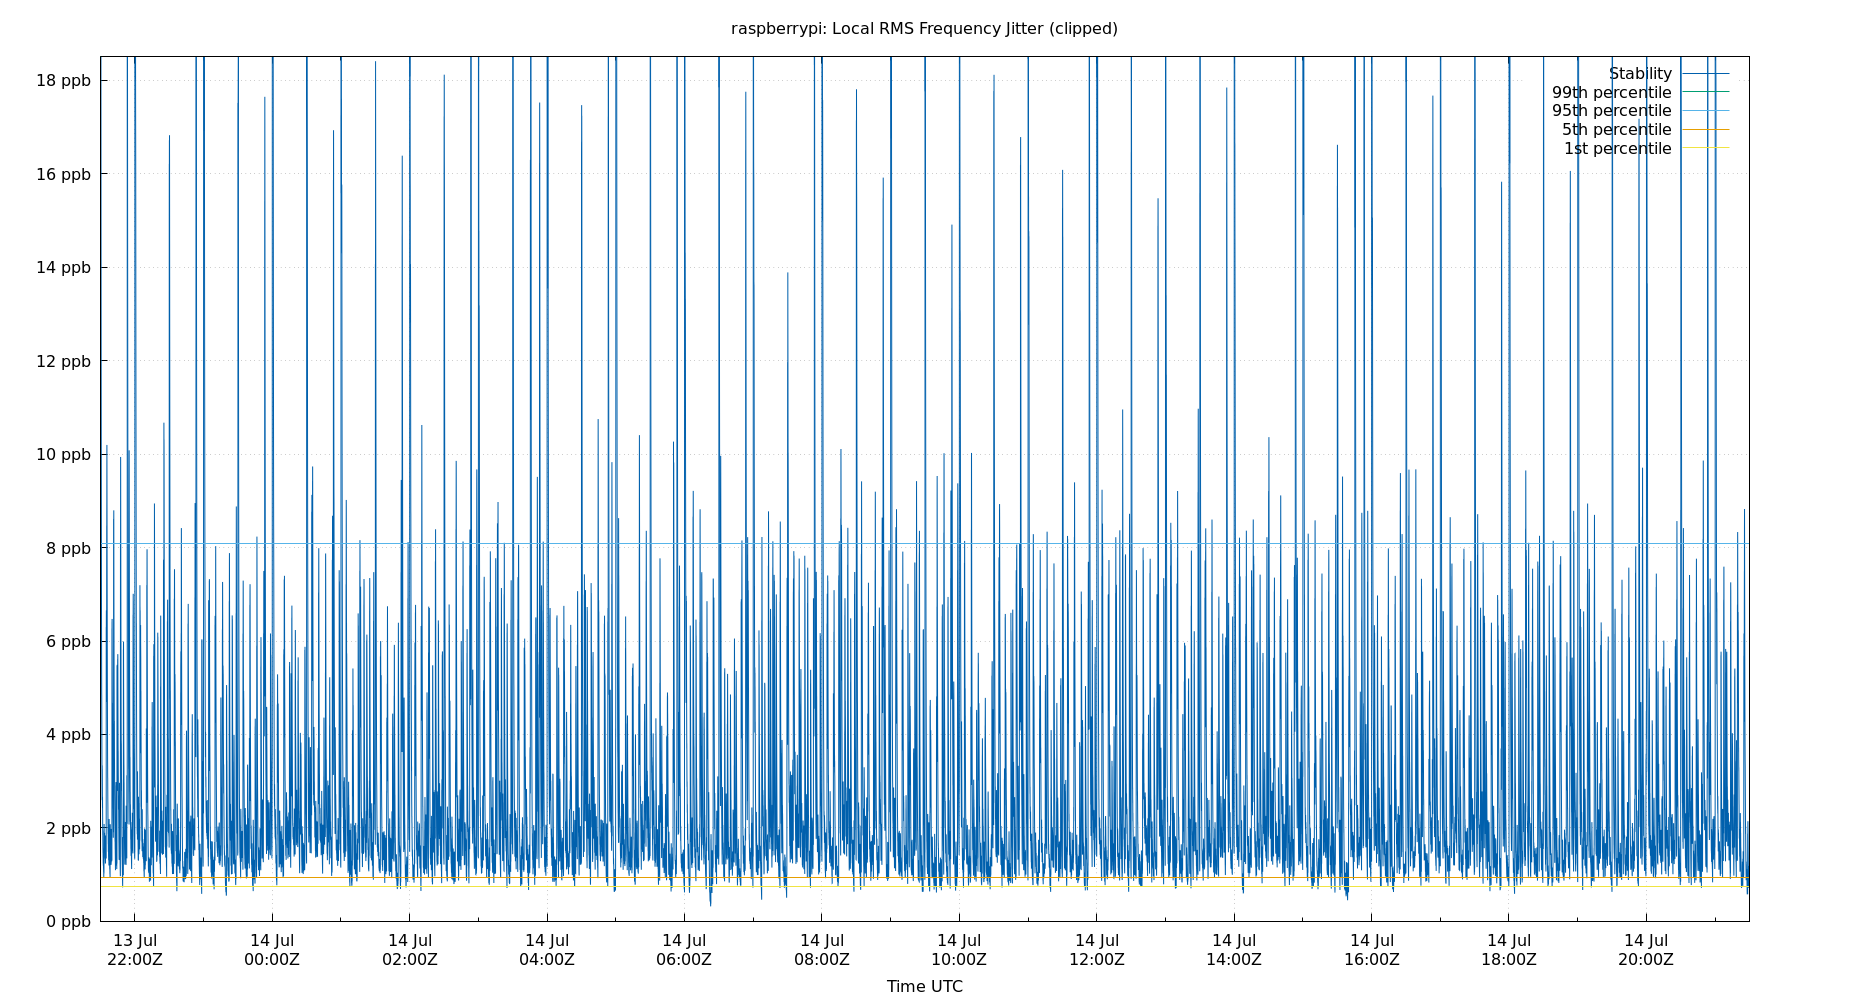 raspberrypi: Local RMS Frequency Jitter (clipped)
18 ppb
16 ppb
14 ppb
12 ppb
10 ppb
8 ppb
6 ppb
4 ppb
2 ppb
0 ppb
Stability
99th percentile
95th percentile
5th percentile
1st percentile
13 Jul 14 Jul 14 Jul 14 Jul 14 Jul 14 Jul 14 Jul 14 Jul 14 Jul 14 Jul 14 Jul 14 Jul
22:00Z 00:00Z 02:00Z 04:00Z 06:00Z 08:00Z 10:00Z 12:00Z 14:00Z 16:00Z 18:00Z 20:00Z
Time UTC